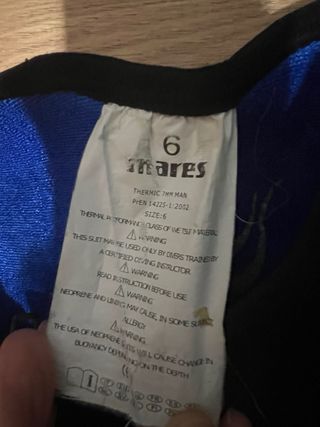 6
mares
THERMIC 7MM MAN
PrEN 14225-1:2002
SIZE:6
THERMAL PERFORMANCE CLASS OF WETSUIT MATERIAL
WARNING
THIS SUIT MAY BE USED ONLY BY DIVERS TRAINED BY
A CERTIFIED DIVING INSTRUCTOR
WARNING
READ INSTRUCTION BEFORE USE
WARNING
NEOPRENE AND LINING MAY CAUSE, IN SOME
ALLERGY
WARNING
THE USA OF NEOPRENE SUITS WILL CAUSE CHANGE IN
BUOYANCY DEPENDING ON THE DEPTH
CE